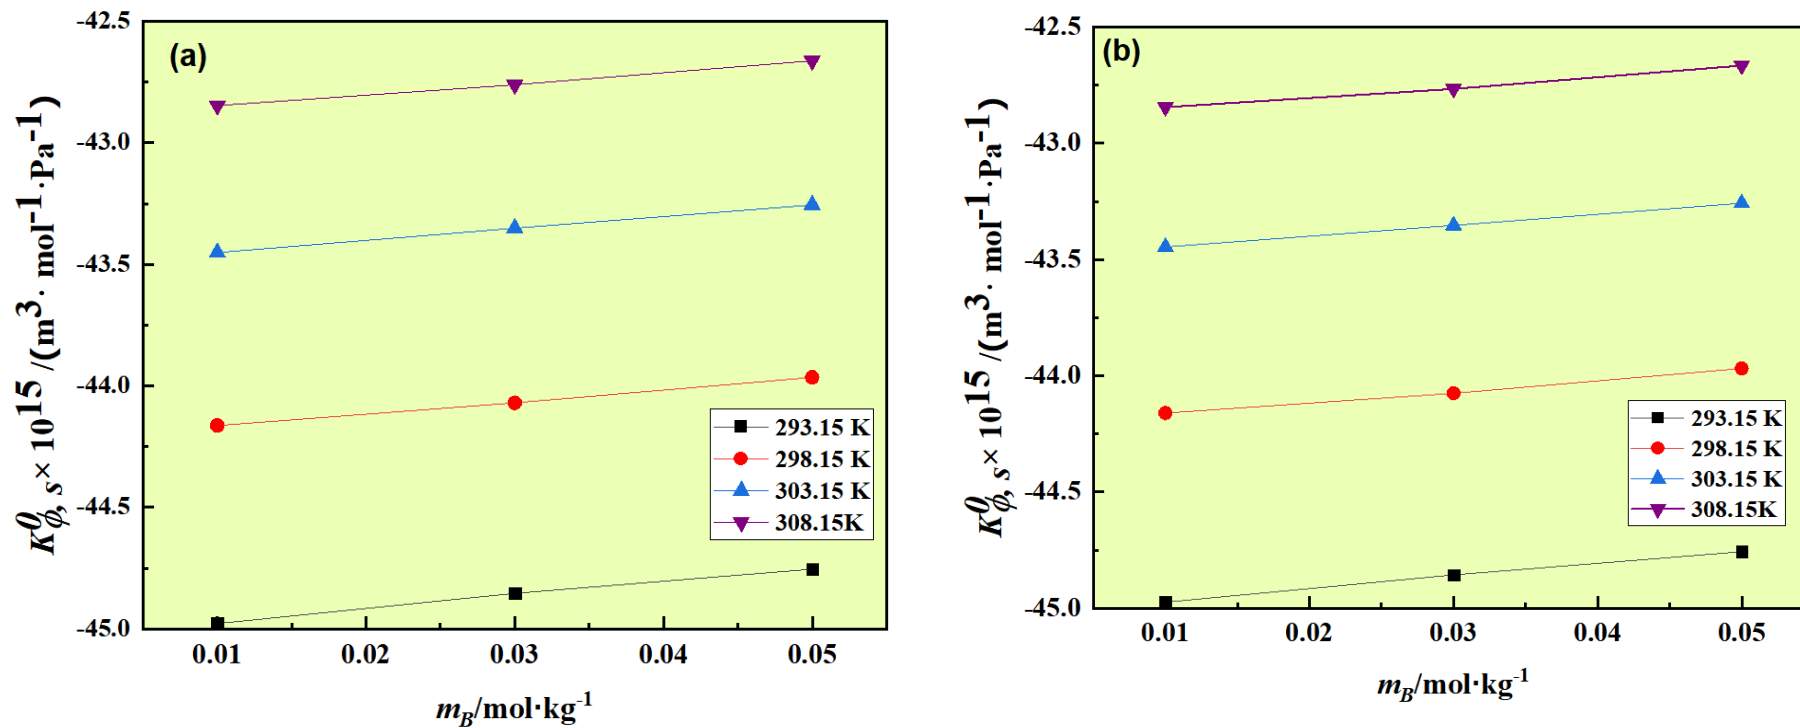 (a)
K⁰ϕ, s× 10¹⁵ /(m³· mol⁻¹·Pa⁻¹)
-42.5
-43.0
-43.5
-44.0
-44.5
-45.0
293.15 K
298.15 K
303.15 K
308.15K
0.01 0.02 0.03 0.04 0.05
m_B/mol·kg⁻¹
(b)
K⁰ϕ, s× 10¹⁵ /(m³· mol⁻¹·Pa⁻¹)
-42.5
-43.0
-43.5
-44.0
-44.5
-45.0
293.15 K
298.15 K
303.15 K
308.15K
0.01 0.02 0.03 0.04 0.05
m_B/mol·kg⁻¹